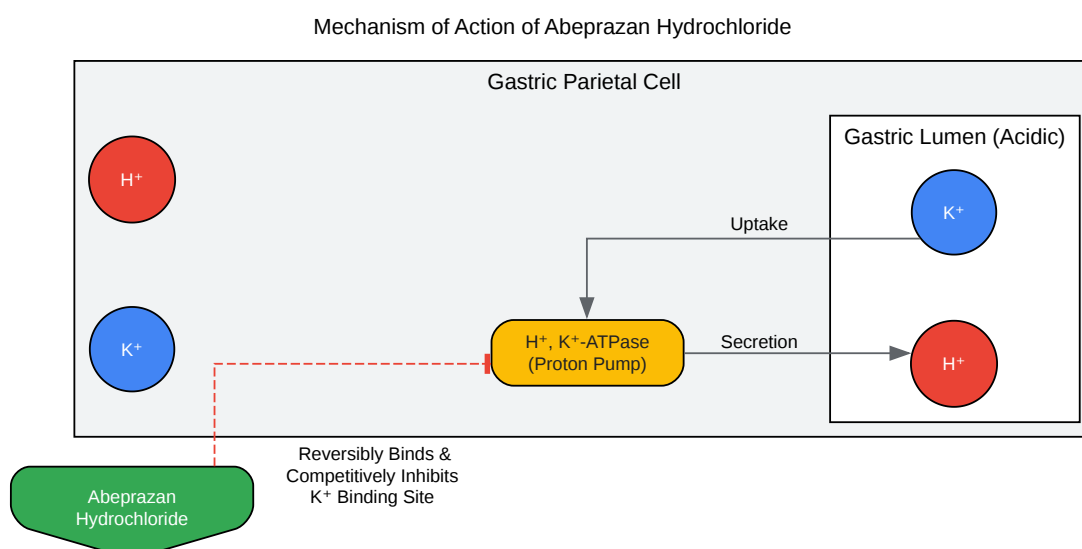 Mechanism of Action of Abeprazan Hydrochloride
Gastric Parietal Cell
Gastric Lumen (Acidic)
H⁺
K⁺
Uptake
K⁺
H⁺, K⁺-ATPase
(Proton Pump)
Secretion
H⁺
Reversibly Binds &
Competitively Inhibits
K⁺ Binding Site
Abeprazan
Hydrochloride